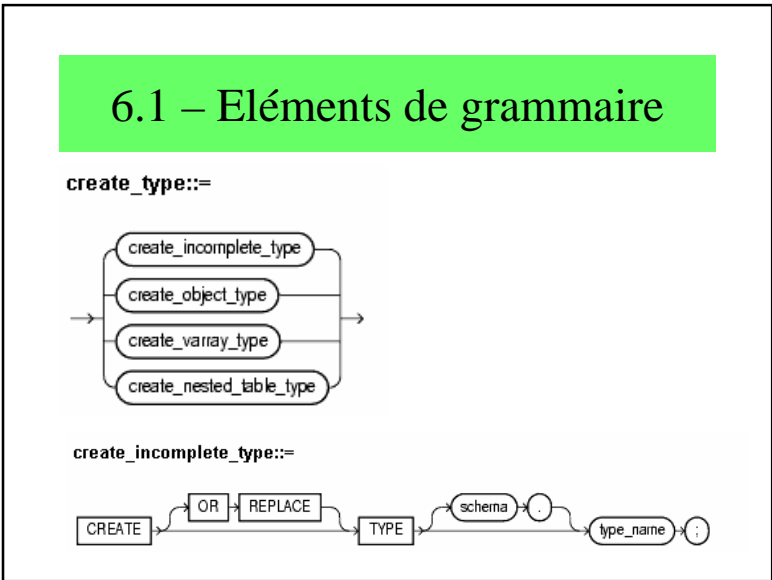 6.1 – Eléments de grammaire
create_type::=
create_incomplete_type
create_object_type
create_varray_type
create_nested_table_type
create_incomplete_type::=
OR REPLACE schema .
CREATE TYPE type_name ;